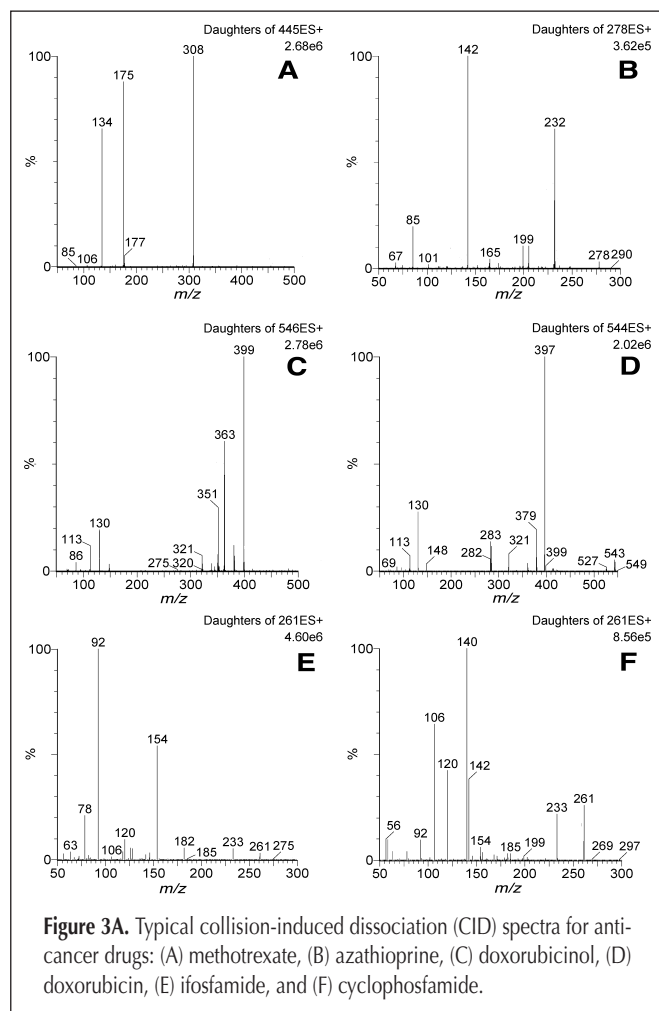 Daughters of 445ES+
2.68e6
A
100
%
0
308
175
134
177
85
106
100 200 300 400 500
m/z
Daughters of 278ES+
3.62e5
B
100
%
0
142
232
85
199
165
67
101
278
290
50 100 150 200 250 300
m/z
Daughters of 546ES+
2.78e6
C
100
%
0
399
363
351
130
113
86
321
275
320
100 200 300 400 500
m/z
Daughters of 544ES+
2.02e6
D
100
%
0
397
379
130
283
321
113
148
282
399
69
527
543
549
100 200 300 400 500
m/z
Daughters of 261ES+
4.60e6
E
100
%
0
92
154
78
120
63
106
182
185
233
261
275
50 100 150 200 250 300
m/z
Daughters of 261ES+
8.56e5
F
100
%
0
140
106
120
142
261
233
56
92
154
185
199
269
297
50 100 150 200 250 300
m/z
Figure 3A. Typical collision-induced dissociation (CID) spectra for anti-
cancer drugs: (A) methotrexate, (B) azathioprine, (C) doxorubicinol, (D)
doxorubicin, (E) ifosfamide, and (F) cyclophosfamide.